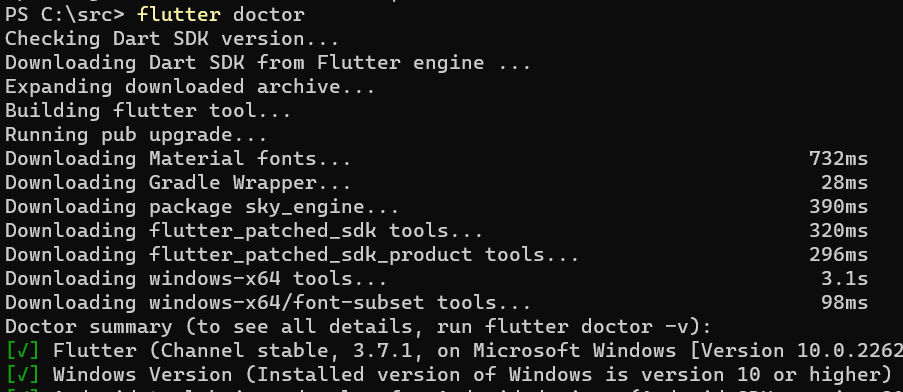 PS C:\src> flutter doctor
Checking Dart SDK version...
Downloading Dart SDK from Flutter engine ...
Expanding downloaded archive...
Building flutter tool...
Running pub upgrade...
Downloading Material fonts... 732ms
Downloading Gradle Wrapper... 28ms
Downloading package sky_engine... 390ms
Downloading flutter_patched_sdk tools... 320ms
Downloading flutter_patched_sdk_product tools... 296ms
Downloading windows-x64 tools... 3.1s
Downloading windows-x64/font-subset tools... 98ms
Doctor summary (to see all details, run flutter doctor -v):
[√] Flutter (Channel stable, 3.7.1, on Microsoft Windows [Version 10.0.2262
[√] Windows Version (Installed version of Windows is version 10 or higher)